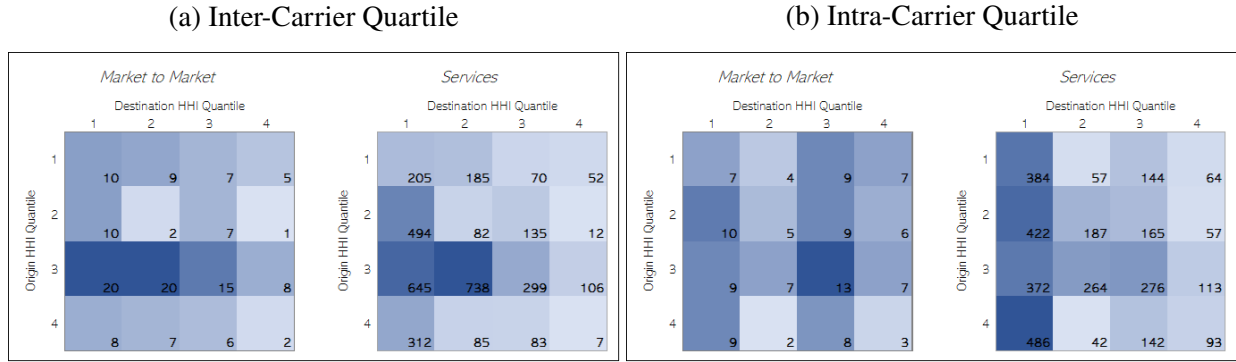 (a) Inter-Carrier Quartile
Market to Market
Destination HHI Quantile
1 2 3 4
Origin HHI Quantile
1 10 9 7 5
2 10 2 7 1
3 20 20 15 8
4 8 7 6 2
Services
Destination HHI Quantile
1 2 3 4
Origin HHI Quantile
1 205 185 70 52
2 494 82 135 12
3 645 738 299 106
4 312 85 83 7
(b) Intra-Carrier Quartile
Market to Market
Destination HHI Quantile
1 2 3 4
Origin HHI Quantile
1 7 4 9 7
2 10 5 9 6
3 9 7 13 7
4 9 2 8 3
Services
Destination HHI Quantile
1 2 3 4
Origin HHI Quantile
1 384 57 144 64
2 422 187 165 57
3 372 264 276 113
4 486 42 142 93